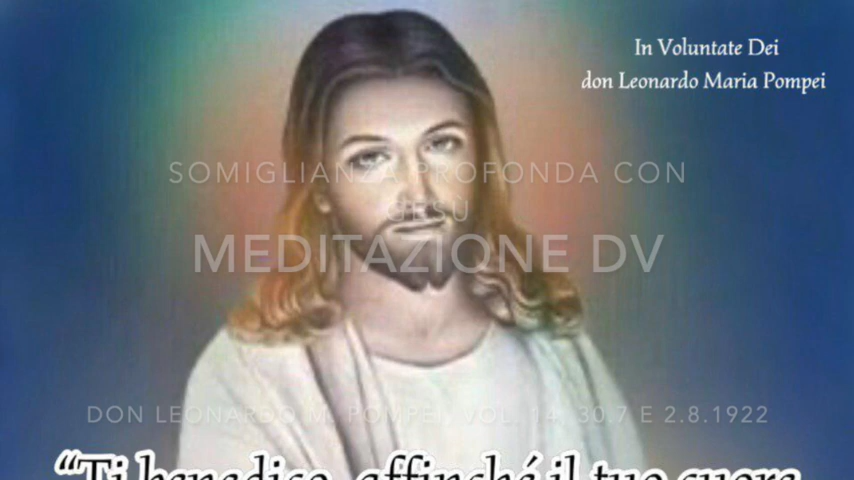 In Voluntate Dei
don Leonardo Maria Pompei
SOMIGLIANZA PROFONDA CON
GESÙ
MEDITAZIONE DV
DON LEONARDO M. POMPEI, VOL. 14, 30.7 E 2.8.1922
“Ti benedico, affinché il tuo cuore